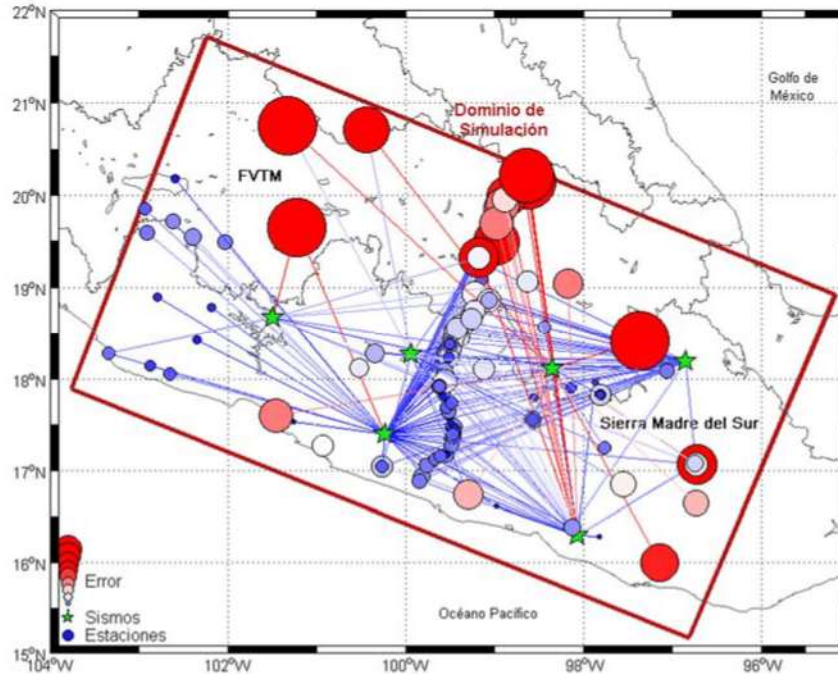 22°N
21°N
20°N
19°N
18°N
17°N
16°N
15°N
104°W
102°W
100°W
98°W
96°W
Golfo de
México
Dominio de
Simulación
FVTM
Sierra Madre del Sur
Océano Pacífico
Error
Sismos
Estaciones